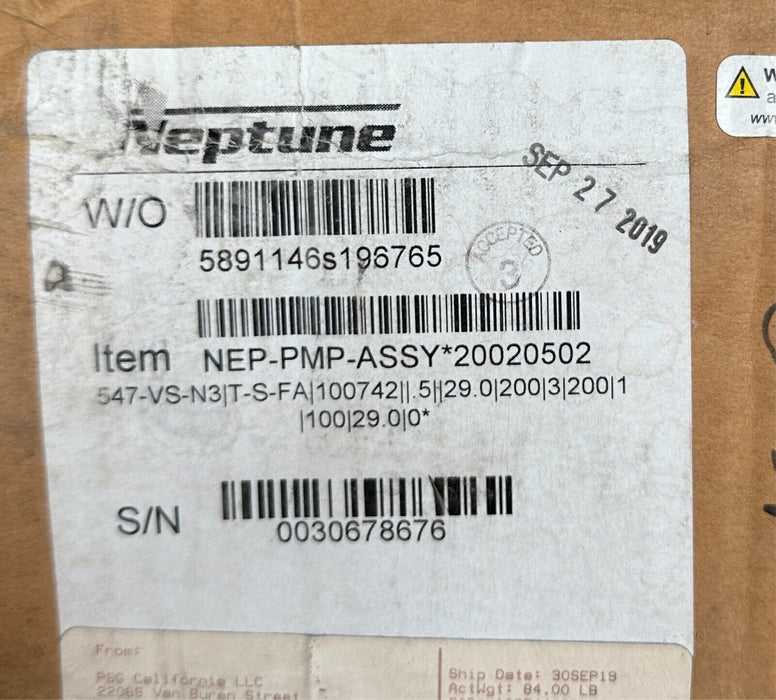 Neptune
SEP 27 2019
W/O
5891146s196765
ACCEPTED
3
Item NEP-PMP-ASSY*20020502
547-VS-N3|T-S-FA|100742||.5||29.0|200|3|200|1
|100|29.0|0*
S/N
0030678676
From:
PSG California LLC
22069 Van Buren Street
Ship Date: 30SEP19
ActWgt: 84.00 LB